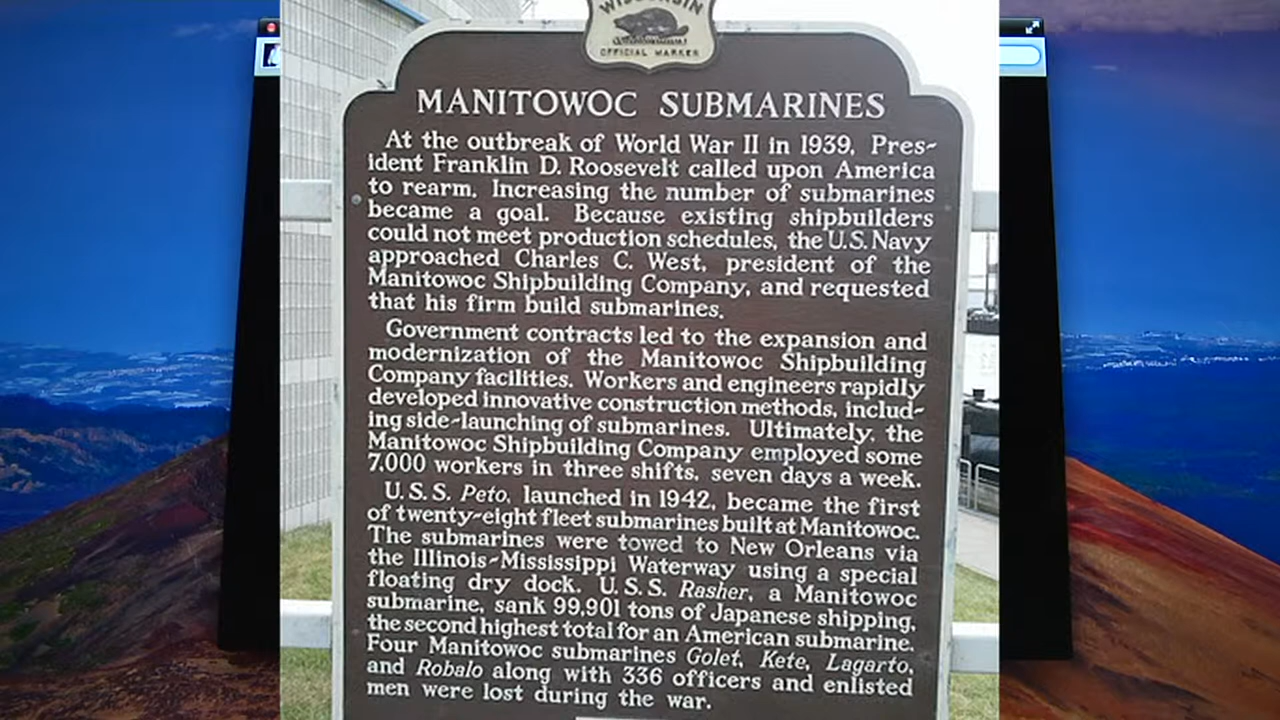 WISCONSIN
OFFICIAL MARKER
MANITOWOC SUBMARINES
At the outbreak of World War II in 1939, Pres-
ident Franklin D. Roosevelt called upon America
to rearm. Increasing the number of submarines
became a goal. Because existing shipbuilders
could not meet production schedules, the U.S. Navy
approached Charles C. West, president of the
Manitowoc Shipbuilding Company, and requested
that his firm build submarines.
Government contracts led to the expansion and
modernization of the Manitowoc Shipbuilding
Company facilities. Workers and engineers rapidly
developed innovative construction methods, includ-
ing side-launching of submarines. Ultimately, the
Manitowoc Shipbuilding Company employed some
7,000 workers in three shifts, seven days a week.
U.S.S. Peto, launched in 1942, became the first
of twenty-eight fleet submarines built at Manitowoc.
The submarines were towed to New Orleans via
the Illinois-Mississippi Waterway using a special
floating dry dock. U.S.S. Rasher, a Manitowoc
submarine, sank 99,901 tons of Japanese shipping,
the second highest total for an American submarine.
Four Manitowoc submarines Golet, Kete, Lagarto,
and Robalo along with 336 officers and enlisted
men were lost during the war.